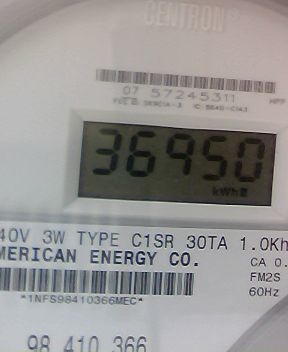 CENTRON®
07 57245311
36950
kWh
40V 3W TYPE C1SR 30TA 1.0Kh
MERICAN ENERGY CO.
CA 0.
FM2S
60Hz
*1NFS98410366MEC*
98 410 366